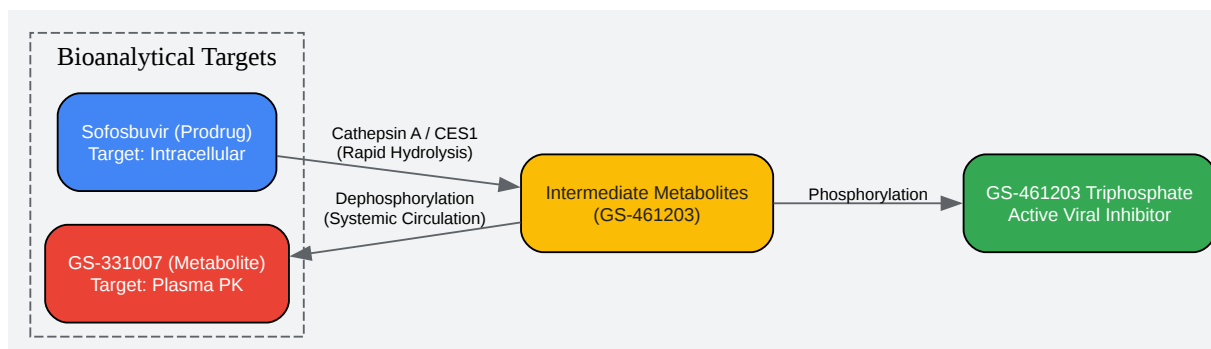 Bioanalytical Targets
Sofosbuvir (Prodrug)
Target: Intracellular
Cathepsin A / CES1
(Rapid Hydrolysis)
Dephosphorylation
(Systemic Circulation)
GS-331007 (Metabolite)
Target: Plasma PK
Intermediate Metabolites
(GS-461203)
Phosphorylation
GS-461203 Triphosphate
Active Viral Inhibitor